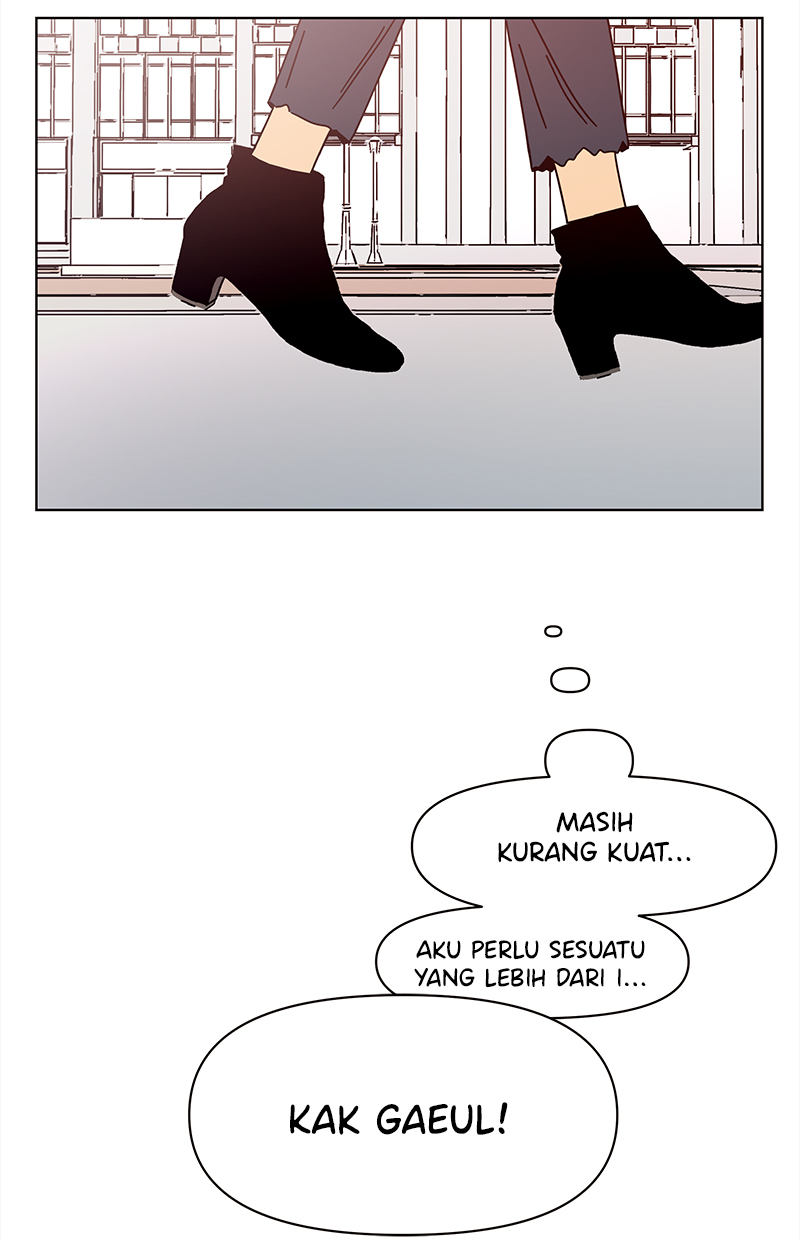 MASIH
KURANG KUAT...
AKU PERLU SESUATU
YANG LEBIH DARI I...
KAK GAEUL!